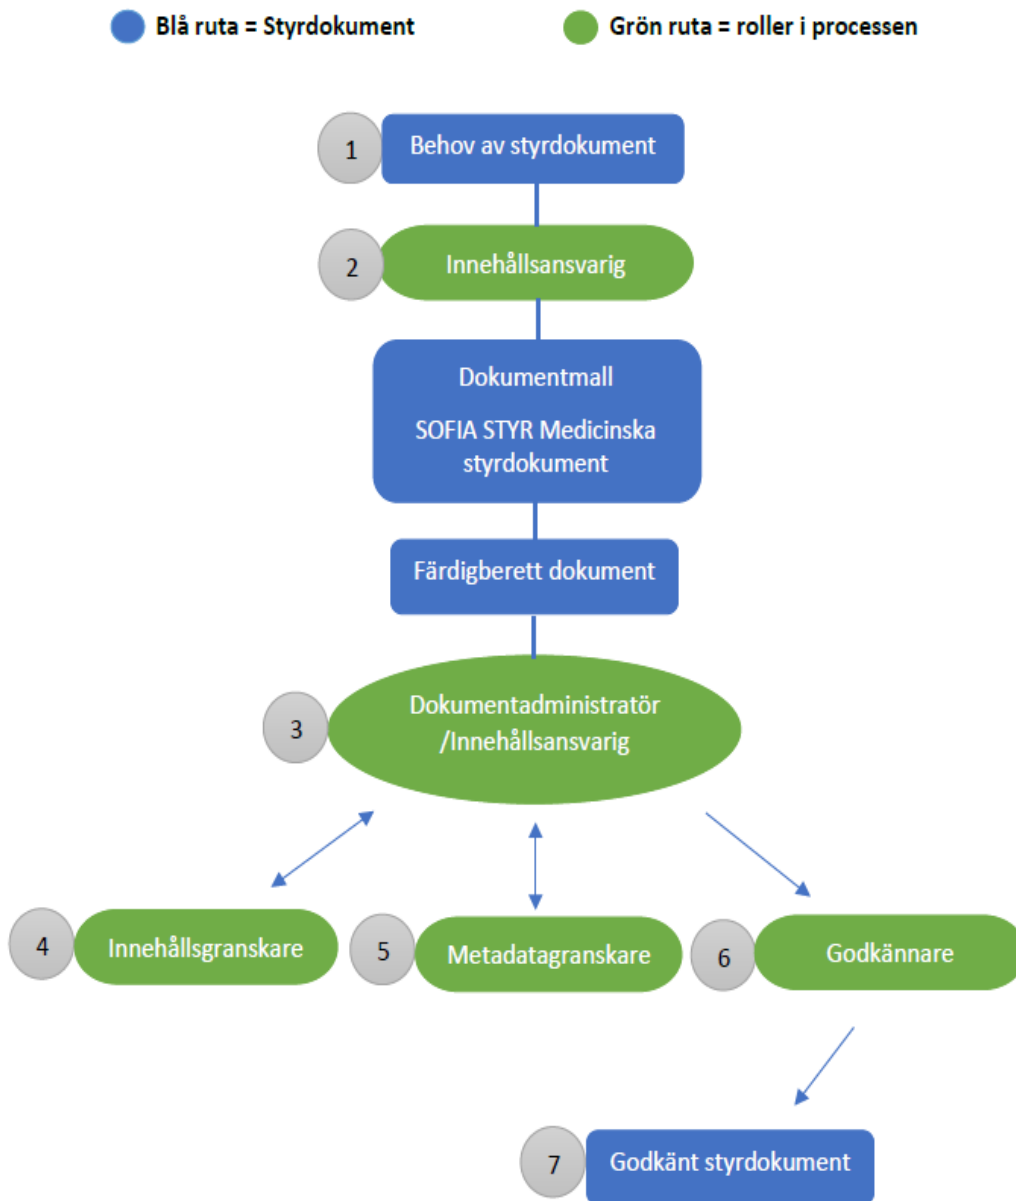 Blå ruta = Styrdokument
Grön ruta = roller i processen
1
Behov av styrdokument
2
Innehållsansvarig
Dokumentmall
SOFIA STYR Medicinska
styrdokument
Färdigberett dokument
3
Dokumentadministratör
/Innehållsansvarig
4
Innehållsgranskare
5
Metadatagranskare
6
Godkännare
7
Godkänt styrdokument